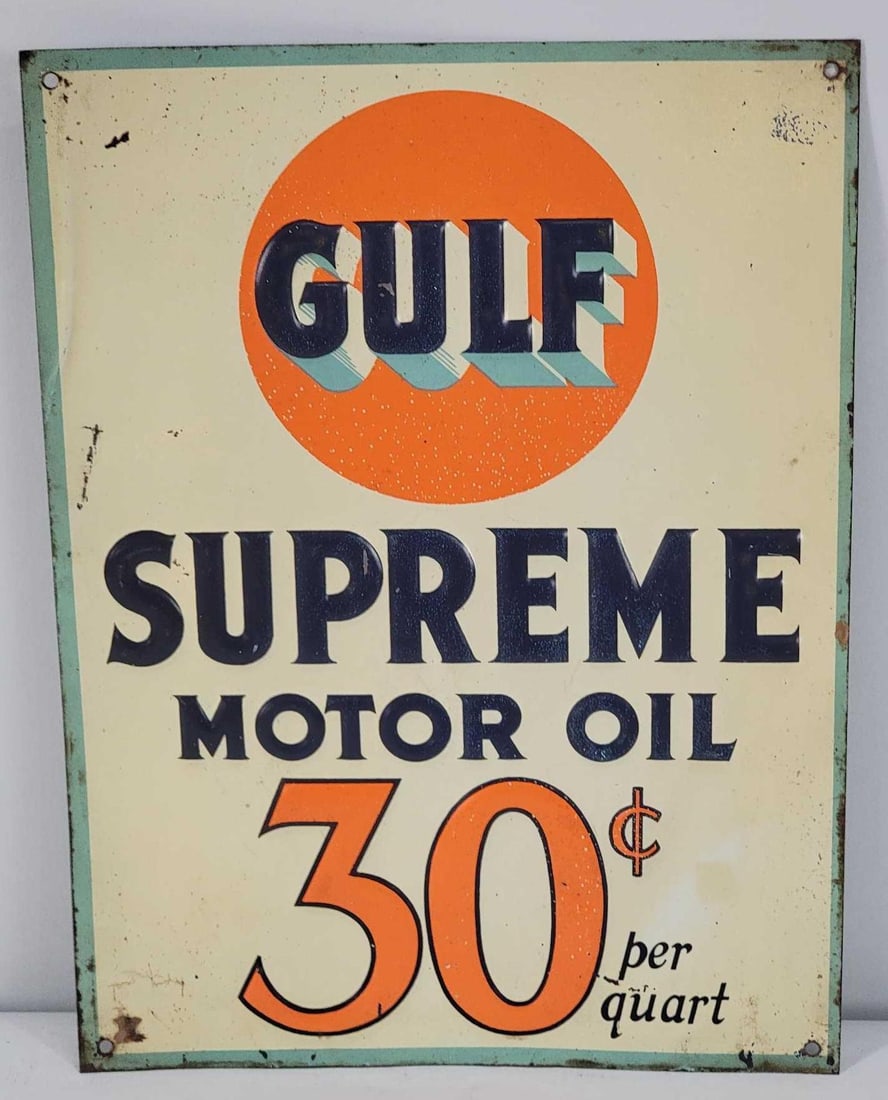 GULF
SUPREME
MOTOR OIL
30¢
per
quart